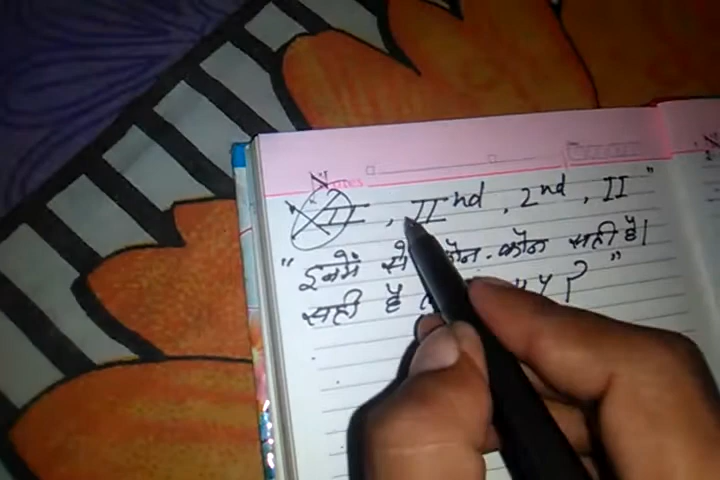 II , IInd , 2nd , II "
" इनमें से कौन-कौन सही है।
सही है